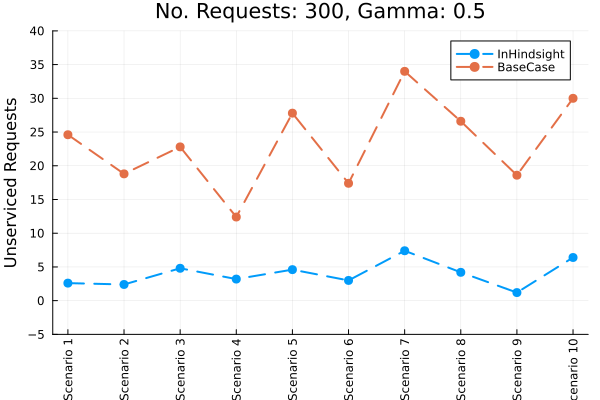 No. Requests: 300, Gamma: 0.5
Unserviced Requests
40
35
30
25
20
15
10
5
0
−5
InHindsight
BaseCase
Scenario 1
Scenario 2
Scenario 3
Scenario 4
Scenario 5
Scenario 6
Scenario 7
Scenario 8
Scenario 9
cenario 10